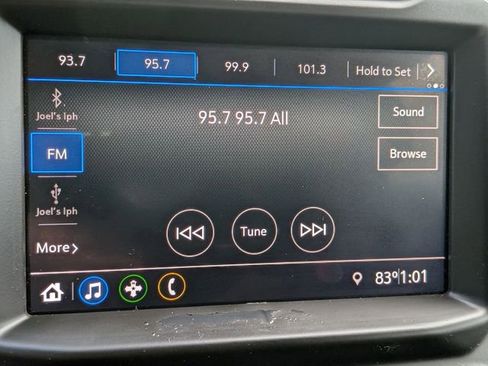 93.7 95.7 99.9 101.3 Hold to Set
Joel's Iph
95.7 95.7 All
Sound
FM
Browse
Joel's Iph
Tune
More
83° 1:01